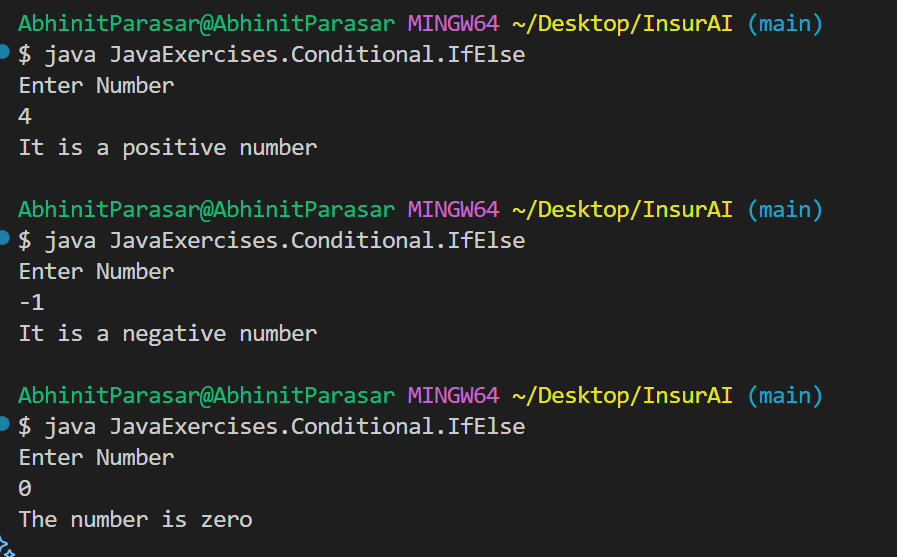 AbhinitParasar@AbhinitParasar MINGW64 ~/Desktop/InsurAI (main)
$ java JavaExercises.Conditional.IfElse
Enter Number
4
It is a positive number
AbhinitParasar@AbhinitParasar MINGW64 ~/Desktop/InsurAI (main)
$ java JavaExercises.Conditional.IfElse
Enter Number
-1
It is a negative number
AbhinitParasar@AbhinitParasar MINGW64 ~/Desktop/InsurAI (main)
$ java JavaExercises.Conditional.IfElse
Enter Number
0
The number is zero